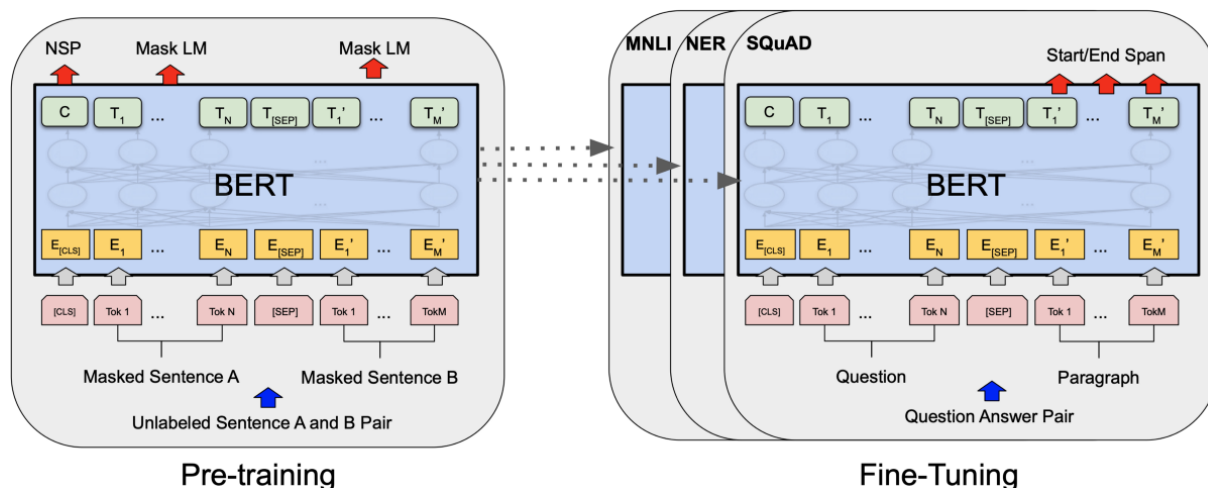 NSP Mask LM Mask LM
C T1 ... TN T[SEP] T1' ... TM'
...
BERT
...
E[CLS] E1 ... EN E[SEP] E1' ... EM'
[CLS] Tok 1 ... Tok N [SEP] Tok 1 ... TokM
Masked Sentence A Masked Sentence B
Unlabeled Sentence A and B Pair
Pre-training
MNLI NER SQuAD
Start/End Span
C T1 ... TN T[SEP] T1' ... TM'
...
BERT
...
E[CLS] E1 ... EN E[SEP] E1' ... EM'
[CLS] Tok 1 ... Tok N [SEP] Tok 1 ... TokM
Question Paragraph
Question Answer Pair
Fine-Tuning